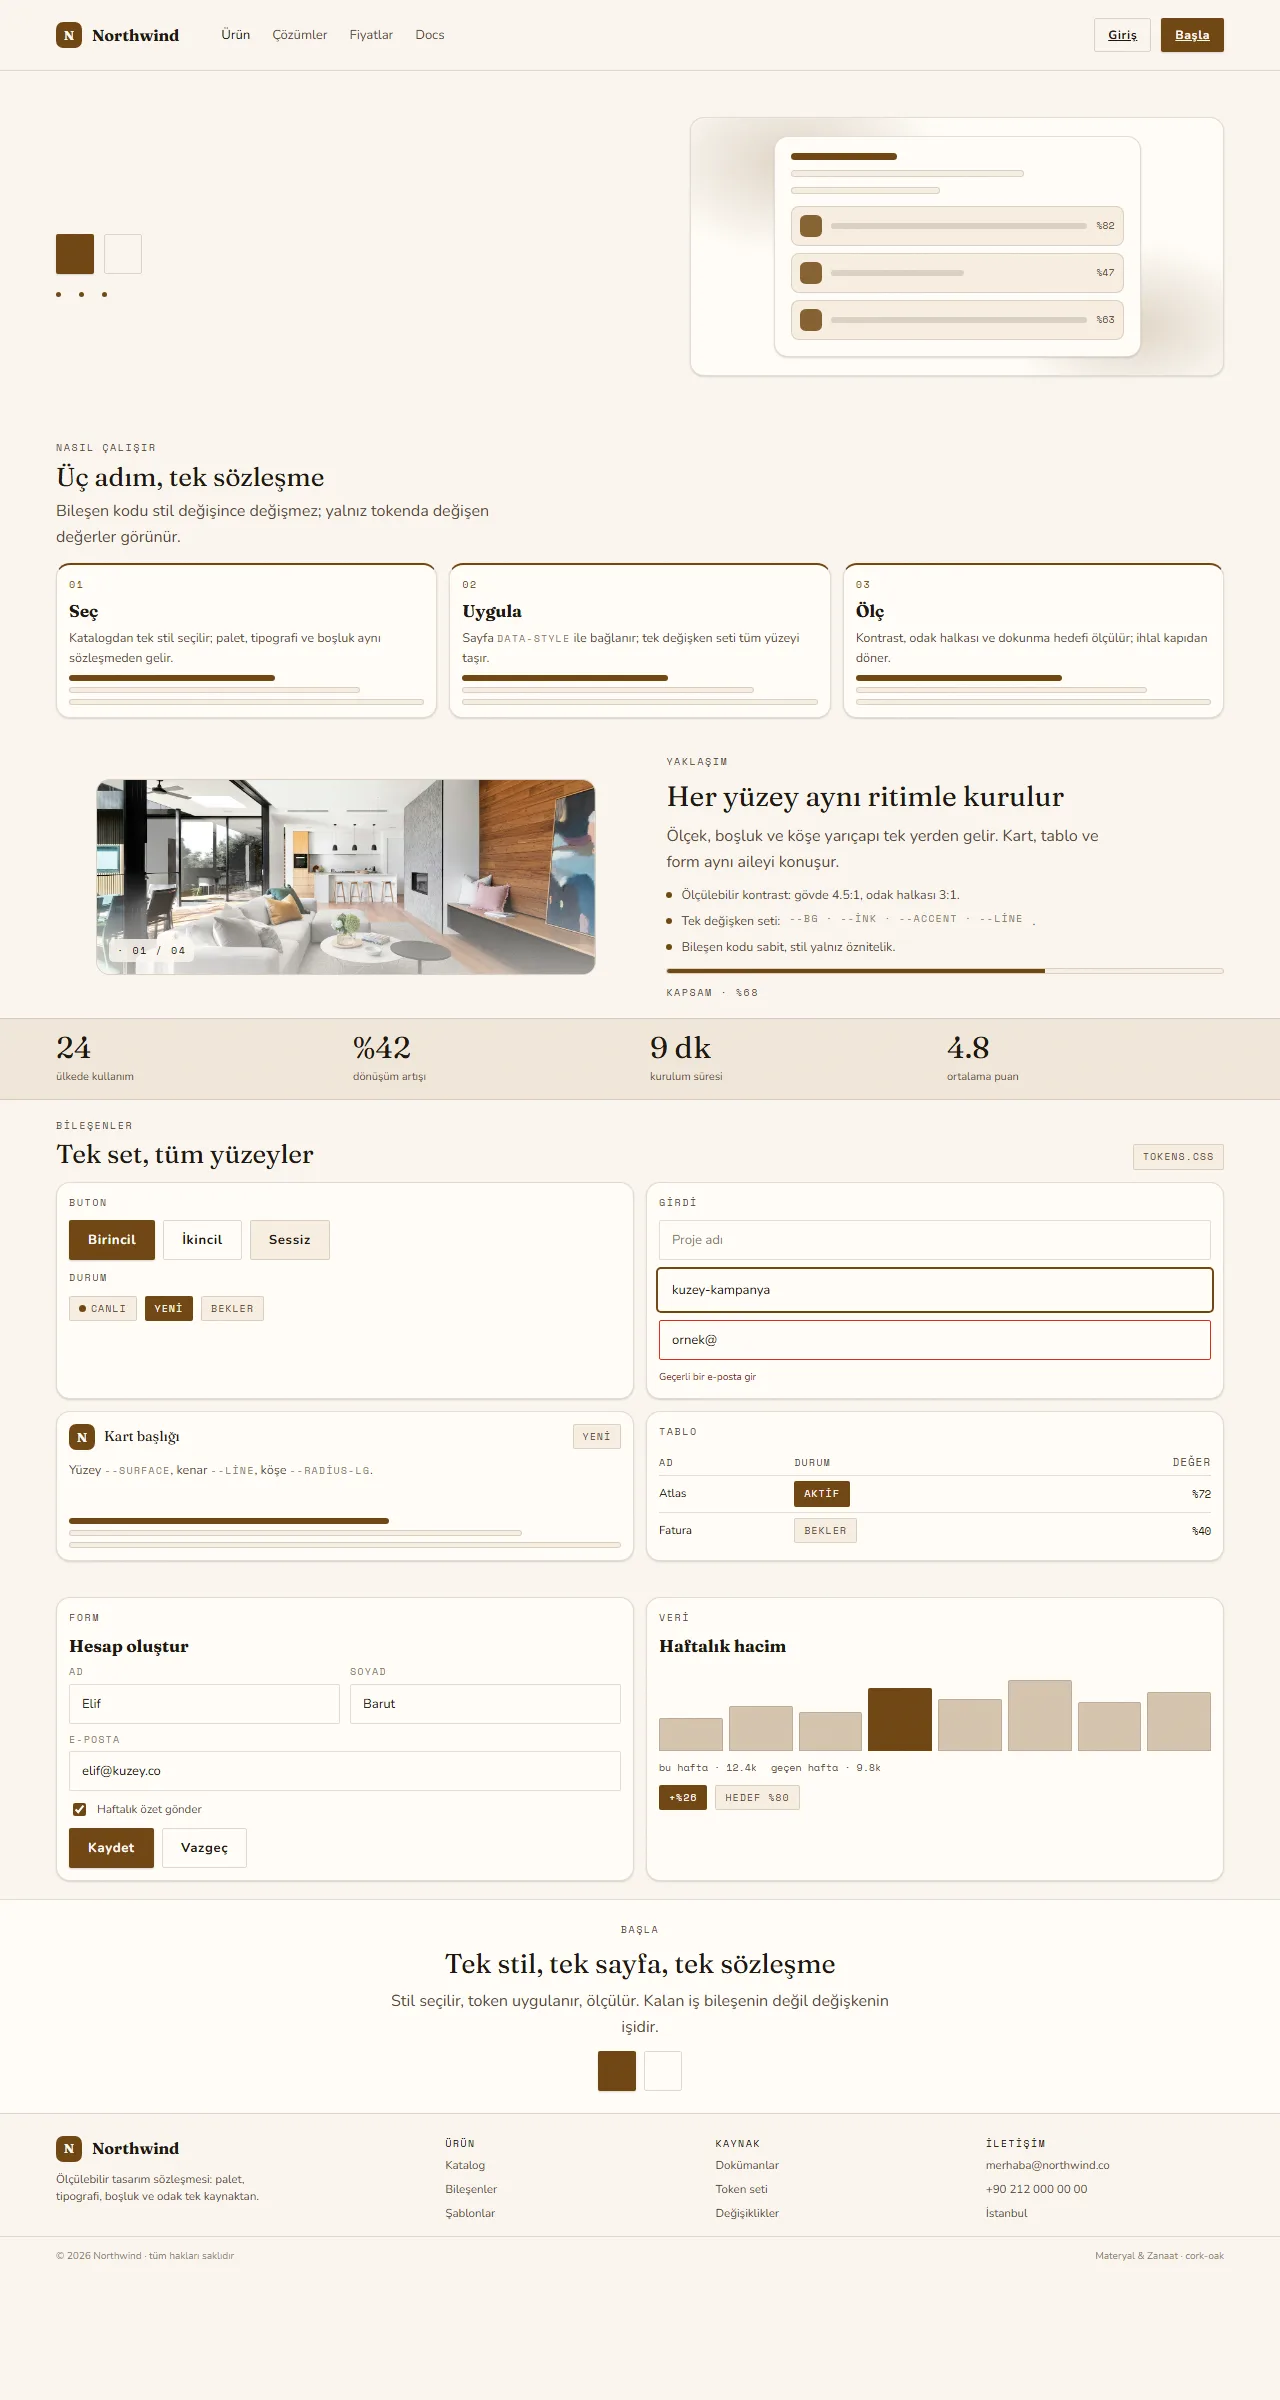 N Northwind Ürün Çözümler Fiyatlar Docs Giriş Başla
%82
%47
%63
NASIL ÇALIŞIR
Üç adım, tek sözleşme
Bileşen kodu stil değişince değişmez; yalnız tokenda değişen
değerler görünür.
01
Seç
Katalogdan tek stil seçilir; palet, tipografi ve boşluk aynı
sözleşmeden gelir.
02
Uygula
Sayfa DATA-STYLE ile bağlanır; tek değişken seti tüm yüzeyi
taşır.
03
Ölç
Kontrast, odak halkası ve dokunma hedefi ölçülür; ihlal kapıdan
döner.
· 01 / 04
YAKLAŞIM
Her yüzey aynı ritimle kurulur
Ölçek, boşluk ve köşe yarıçapı tek yerden gelir. Kart, tablo ve
form aynı aileyi konuşur.
Ölçülebilir kontrast: gövde 4.5:1, odak halkası 3:1.
Tek değişken seti: --BG · --İNK · --ACCENT · --LİNE .
Bileşen kodu sabit, stil yalnız öznitelik.
KAPSAM · %68
24
ülkede kullanım
%42
dönüşüm artışı
9 dk
kurulum süresi
4.8
ortalama puan
BİLEŞENLER
Tek set, tüm yüzeyler
TOKENS.CSS
BUTON
Birincil İkincil Sessiz
DURUM
CANLI YENİ BEKLER
GİRDİ
Proje adı
kuzey-kampanya
ornek@
Geçerli bir e-posta gir
N Kart başlığı YENİ
Yüzey --SURFACE, kenar --LİNE, köşe --RADİUS-LG.
TABLO
AD DURUM DEĞER
Atlas AKTİF %72
Fatura BEKLER %40
FORM
Hesap oluştur
AD SOYAD
Elif Barut
E-POSTA
elif@kuzey.co
Haftalık özet gönder
Kaydet Vazgeç
VERİ
Haftalık hacim
bu hafta · 12.4k geçen hafta · 9.8k
+%26 HEDEF %80
BAŞLA
Tek stil, tek sayfa, tek sözleşme
Stil seçilir, token uygulanır, ölçülür. Kalan iş bileşenin değil değişkenin
işidir.
N Northwind
Ölçülebilir tasarım sözleşmesi: palet,
tipografi, boşluk ve odak tek kaynaktan.
ÜRÜN
Katalog
Bileşenler
Şablonlar
KAYNAK
Dokümanlar
Token seti
Değişiklikler
İLETİŞİM
merhaba@northwind.co
+90 212 000 00 00
İstanbul
© 2026 Northwind · tüm hakları saklıdır
Materyal & Zanaat · cork-oak